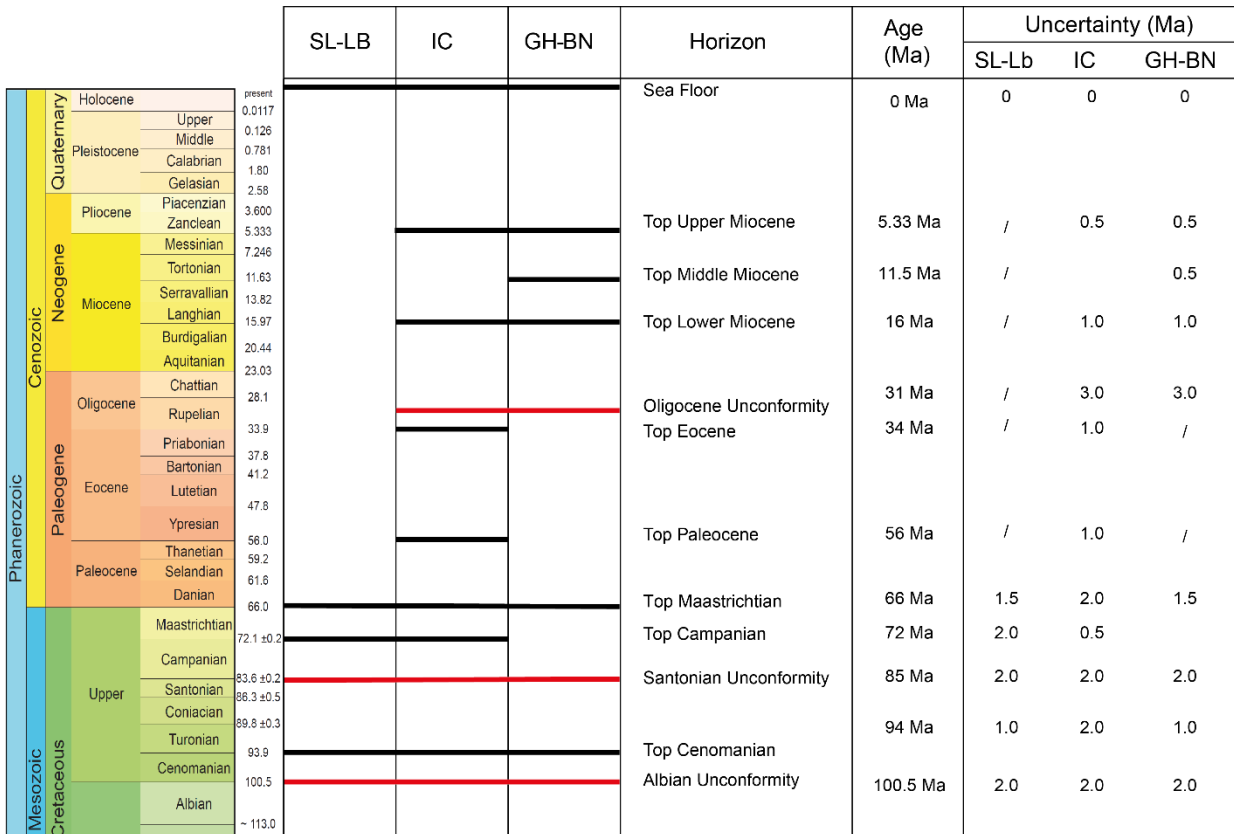 SL-LB IC GH-BN Horizon Age (Ma) Uncertainty (Ma)
SL-Lb IC GH-BN
Phanerozoic
Cenozoic
Mesozoic
Quaternary
Neogene
Paleogene
Cretaceous
Holocene
Pleistocene
Pliocene
Miocene
Oligocene
Eocene
Paleocene
Upper
Upper
Middle
Calabrian
Gelasian
Piacenzian
Zanclean
Messinian
Tortonian
Serravallian
Langhian
Burdigalian
Aquitanian
Chattian
Rupelian
Priabonian
Bartonian
Lutetian
Ypresian
Thanetian
Selandian
Danian
Maastrichtian
Campanian
Santonian
Coniacian
Turonian
Cenomanian
Albian
present
0.0117
0.126
0.781
1.80
2.58
3.600
5.333
7.246
11.63
13.82
15.97
20.44
23.03
28.1
33.9
37.8
41.2
47.8
56.0
59.2
61.6
66.0
72.1 ±0.2
83.6 ±0.2
86.3 ±0.5
89.8 ±0.3
93.9
100.5
~ 113.0
Sea Floor 0 Ma 0 0 0
Top Upper Miocene 5.33 Ma / 0.5 0.5
Top Middle Miocene 11.5 Ma / 0.5
Top Lower Miocene 16 Ma / 1.0 1.0
Oligocene Unconformity 31 Ma / 3.0 3.0
Top Eocene 34 Ma / 1.0 /
Top Paleocene 56 Ma / 1.0 /
Top Maastrichtian 66 Ma 1.5 2.0 1.5
Top Campanian 72 Ma 2.0 0.5
Santonian Unconformity 85 Ma 2.0 2.0 2.0
Top Cenomanian 94 Ma 1.0 2.0 1.0
Albian Unconformity 100.5 Ma 2.0 2.0 2.0